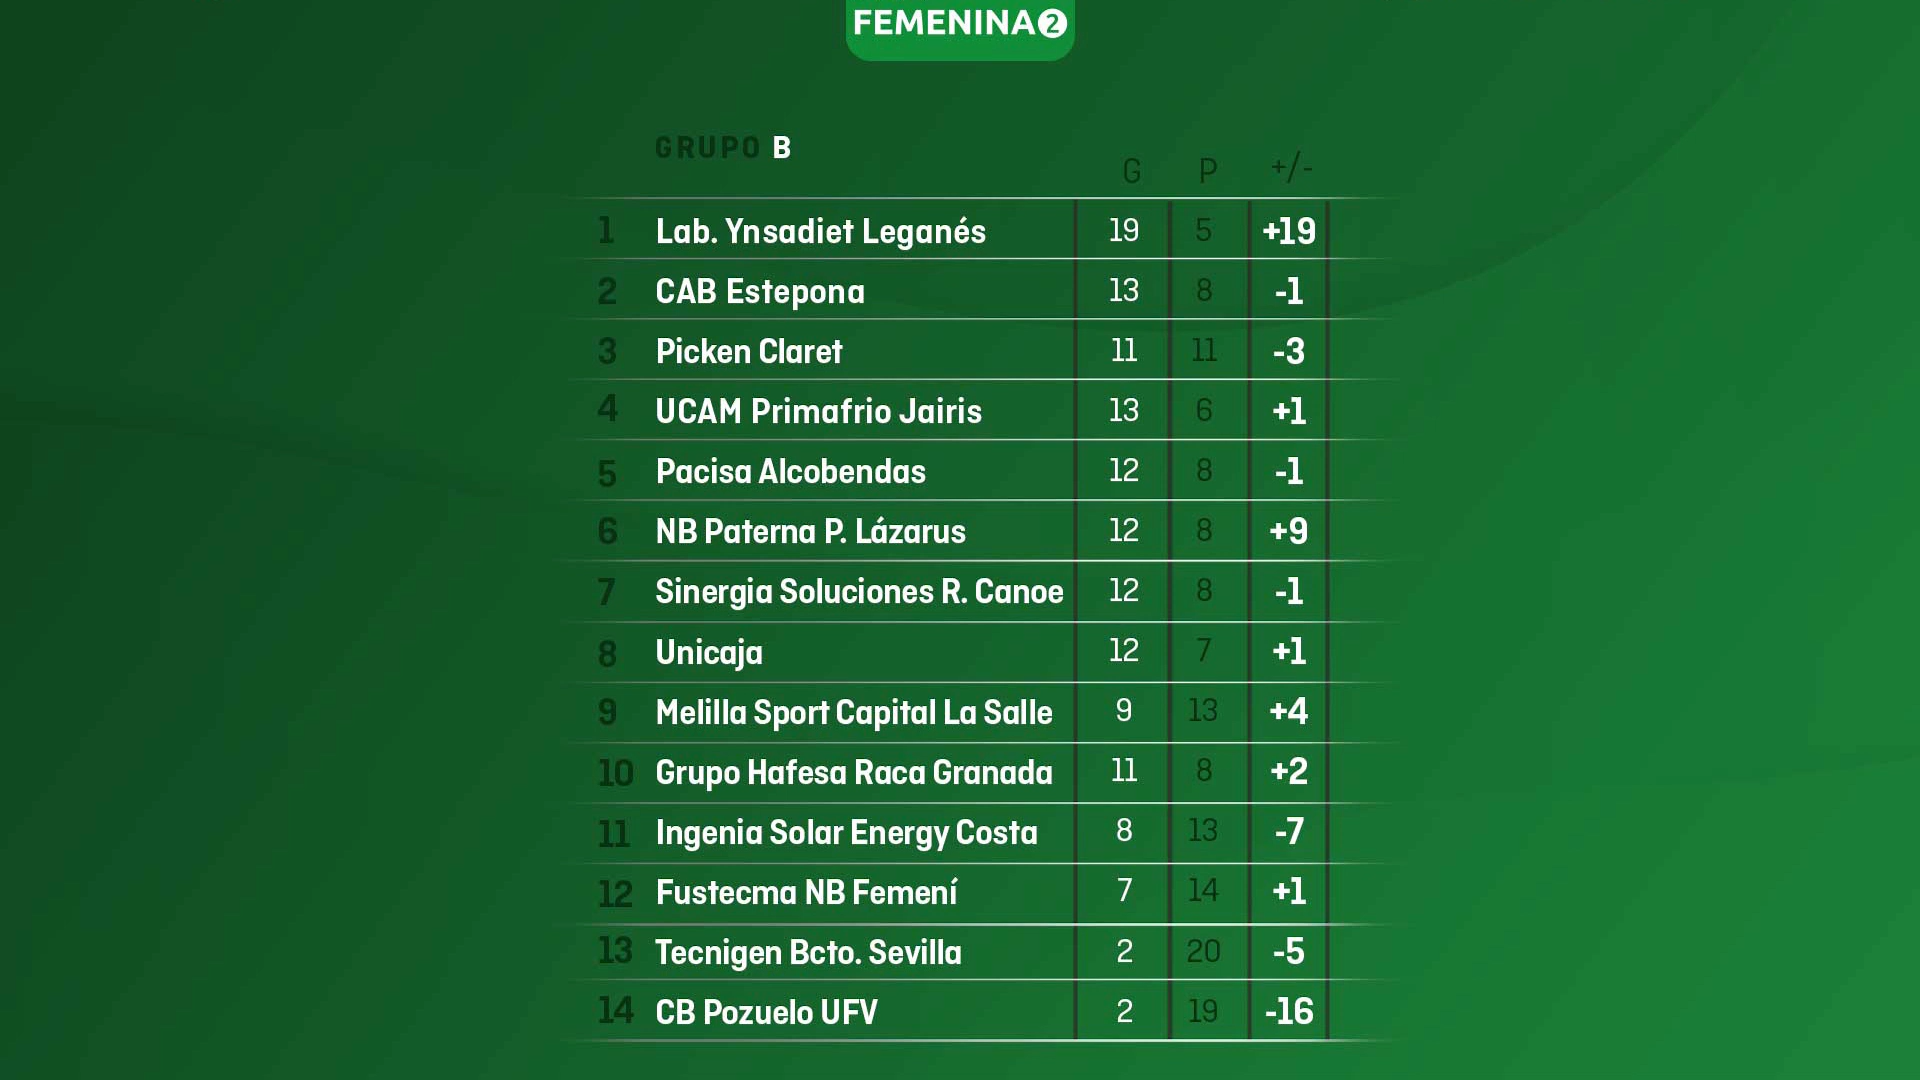 FEMENINA 2
GRUPO B
G P +/-
1 Lab. Ynsadiet Leganés 19 5 +19
2 CAB Estepona 13 8 -1
3 Picken Claret 11 11 -3
4 UCAM Primafrio Jairis 13 6 +1
5 Pacisa Alcobendas 12 8 -1
6 NB Paterna P. Lázarus 12 8 +9
7 Sinergia Soluciones R. Canoe 12 8 -1
8 Unicaja 12 7 +1
9 Melilla Sport Capital La Salle 9 13 +4
10 Grupo Hafesa Raca Granada 11 8 +2
11 Ingenia Solar Energy Costa 8 13 -7
12 Fustecma NB Femení 7 14 +1
13 Tecnigen Bcto. Sevilla 2 20 -5
14 CB Pozuelo UFV 2 19 -16